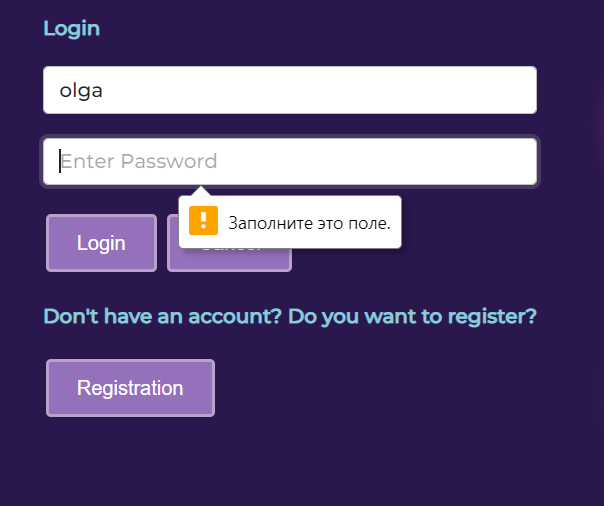 Login
olga
Enter Password
Заполните это поле.
Login
Don't have an account? Do you want to register?
Registration